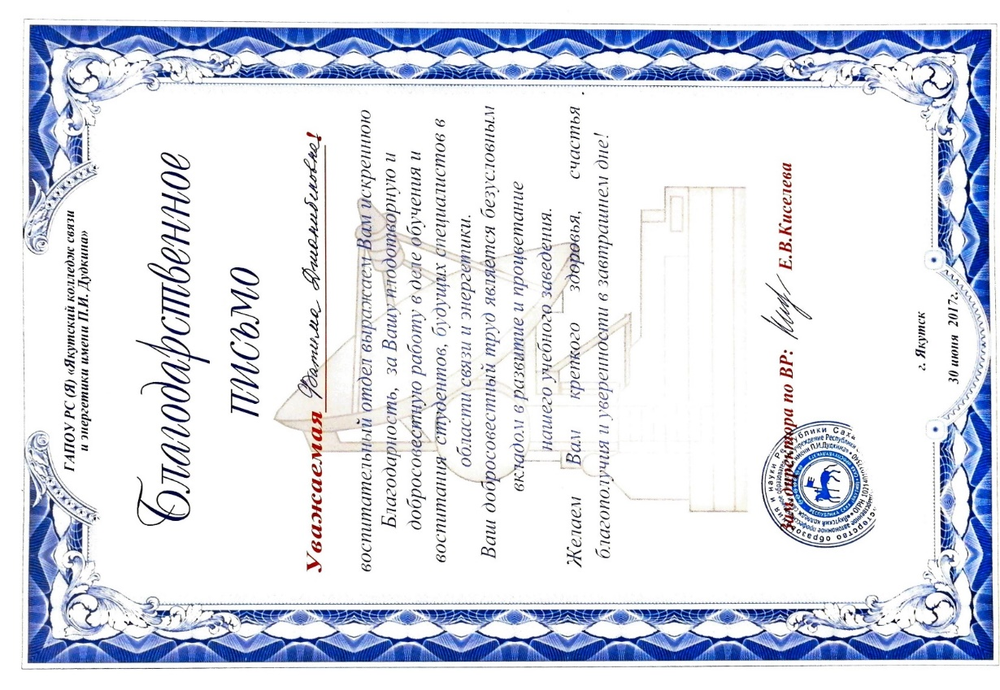 ГАПОУ РС (Я) «Якутский колледж связи
и энергетики имени П.И. Дудкина»
Благодарственное
письмо
Уважаемая Фатима !
воспитательный отдел выражаем Вам искреннюю
Благодарность, за Вашу плодотворную и
добросовестную работу в деле обучения и
воспитания студентов, будущих специалистов в
области связи и энергетики.
Ваш добросовестный труд является безусловным
вкладом в развитие и процветание
нашего учебного заведения.
Желаем Вам крепкого здоровья, счастья
благополучия и уверенности в завтрашнем дне!
Зам.директора по ВР: Е.В.Киселева
г. Якутск
30 июня 2017г.